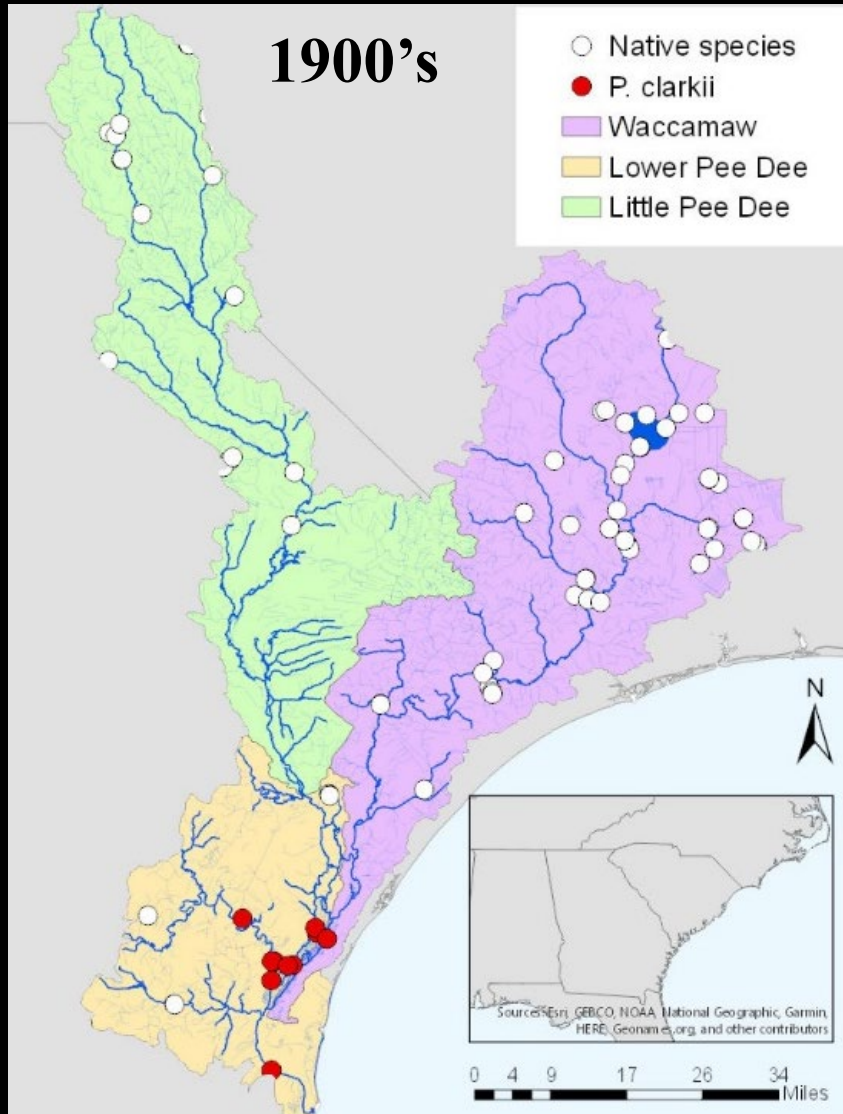 1900’s
Native species
P. clarkii
Waccamaw
Lower Pee Dee
Little Pee Dee
N
Sources: Esri, GEBCO, NOAA, National Geographic, Garmin,
HERE, Geonames.org, and other contributors
0 4 9 17 26 34
Miles